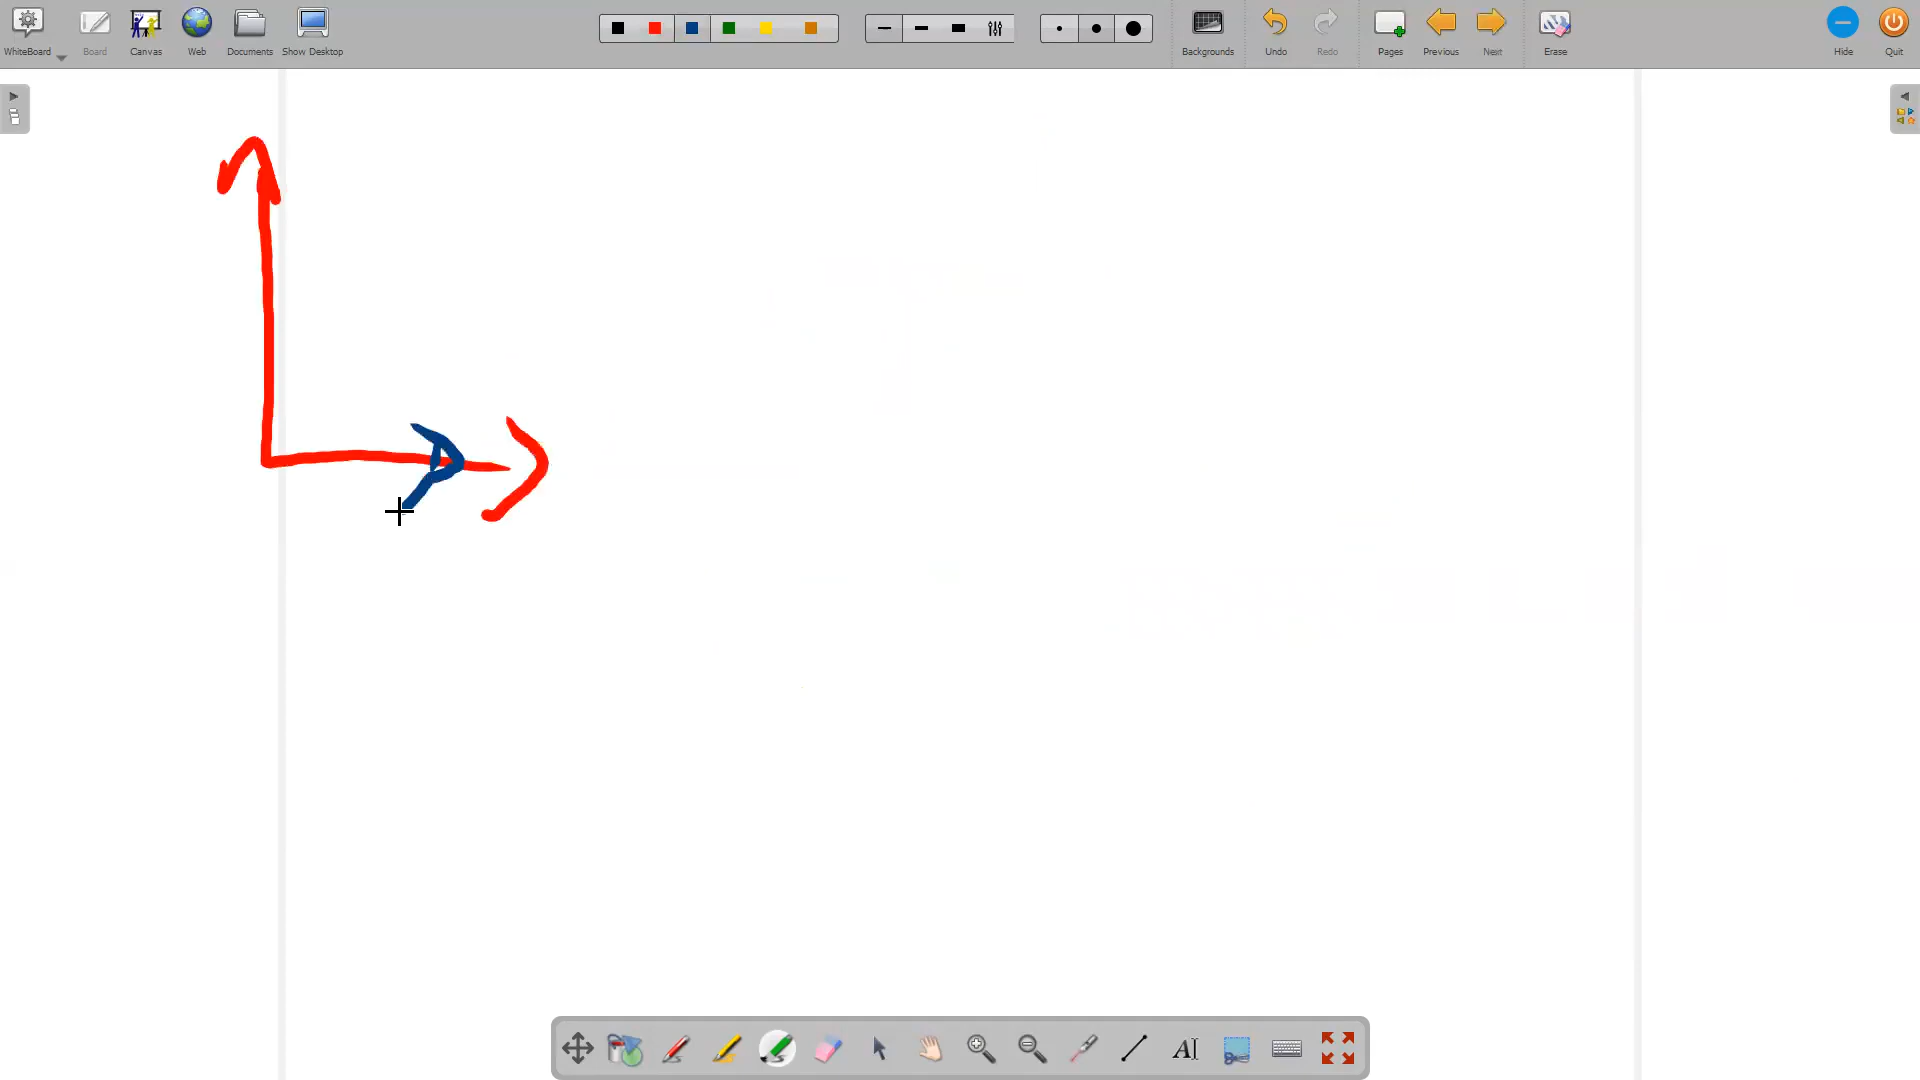 WhiteBoard
Board
Canvas
Web
Documents
Show Desktop
Backgrounds
Undo
Redo
Pages
Previous
Next
Erase
Hide
Quit